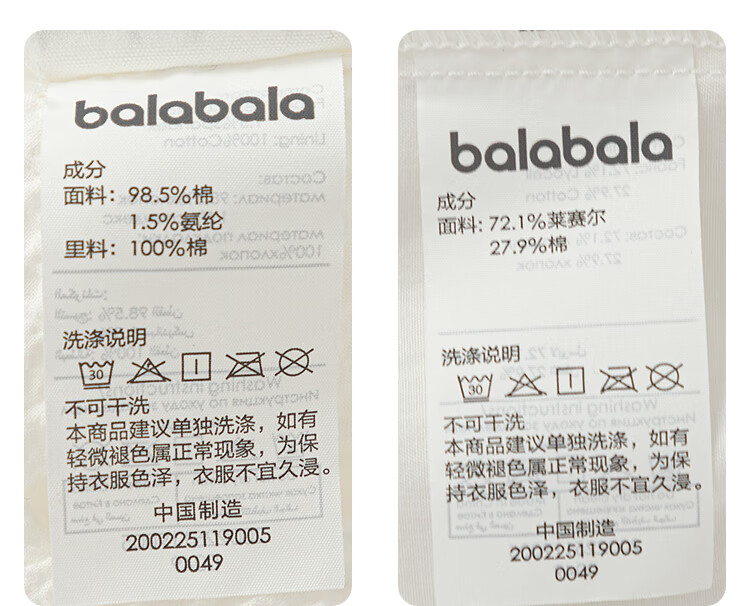 balabala
成分
面料：98.5%棉
1.5%氨纶
里料：100%棉
洗涤说明
30
不可干洗
本商品建议单独洗涤，如有
轻微褪色属正常现象，为保
持衣服色泽，衣服不宜久浸。
中国制造
200225119005
0049
balabala
成分
面料: 72.1%莱赛尔
27.9%棉
洗涤说明
30
不可干洗
本商品建议单独洗涤，如有
轻微褪色属正常现象，为保
持衣服色泽，衣服不宜久浸。
中国制造
200225119005
0049